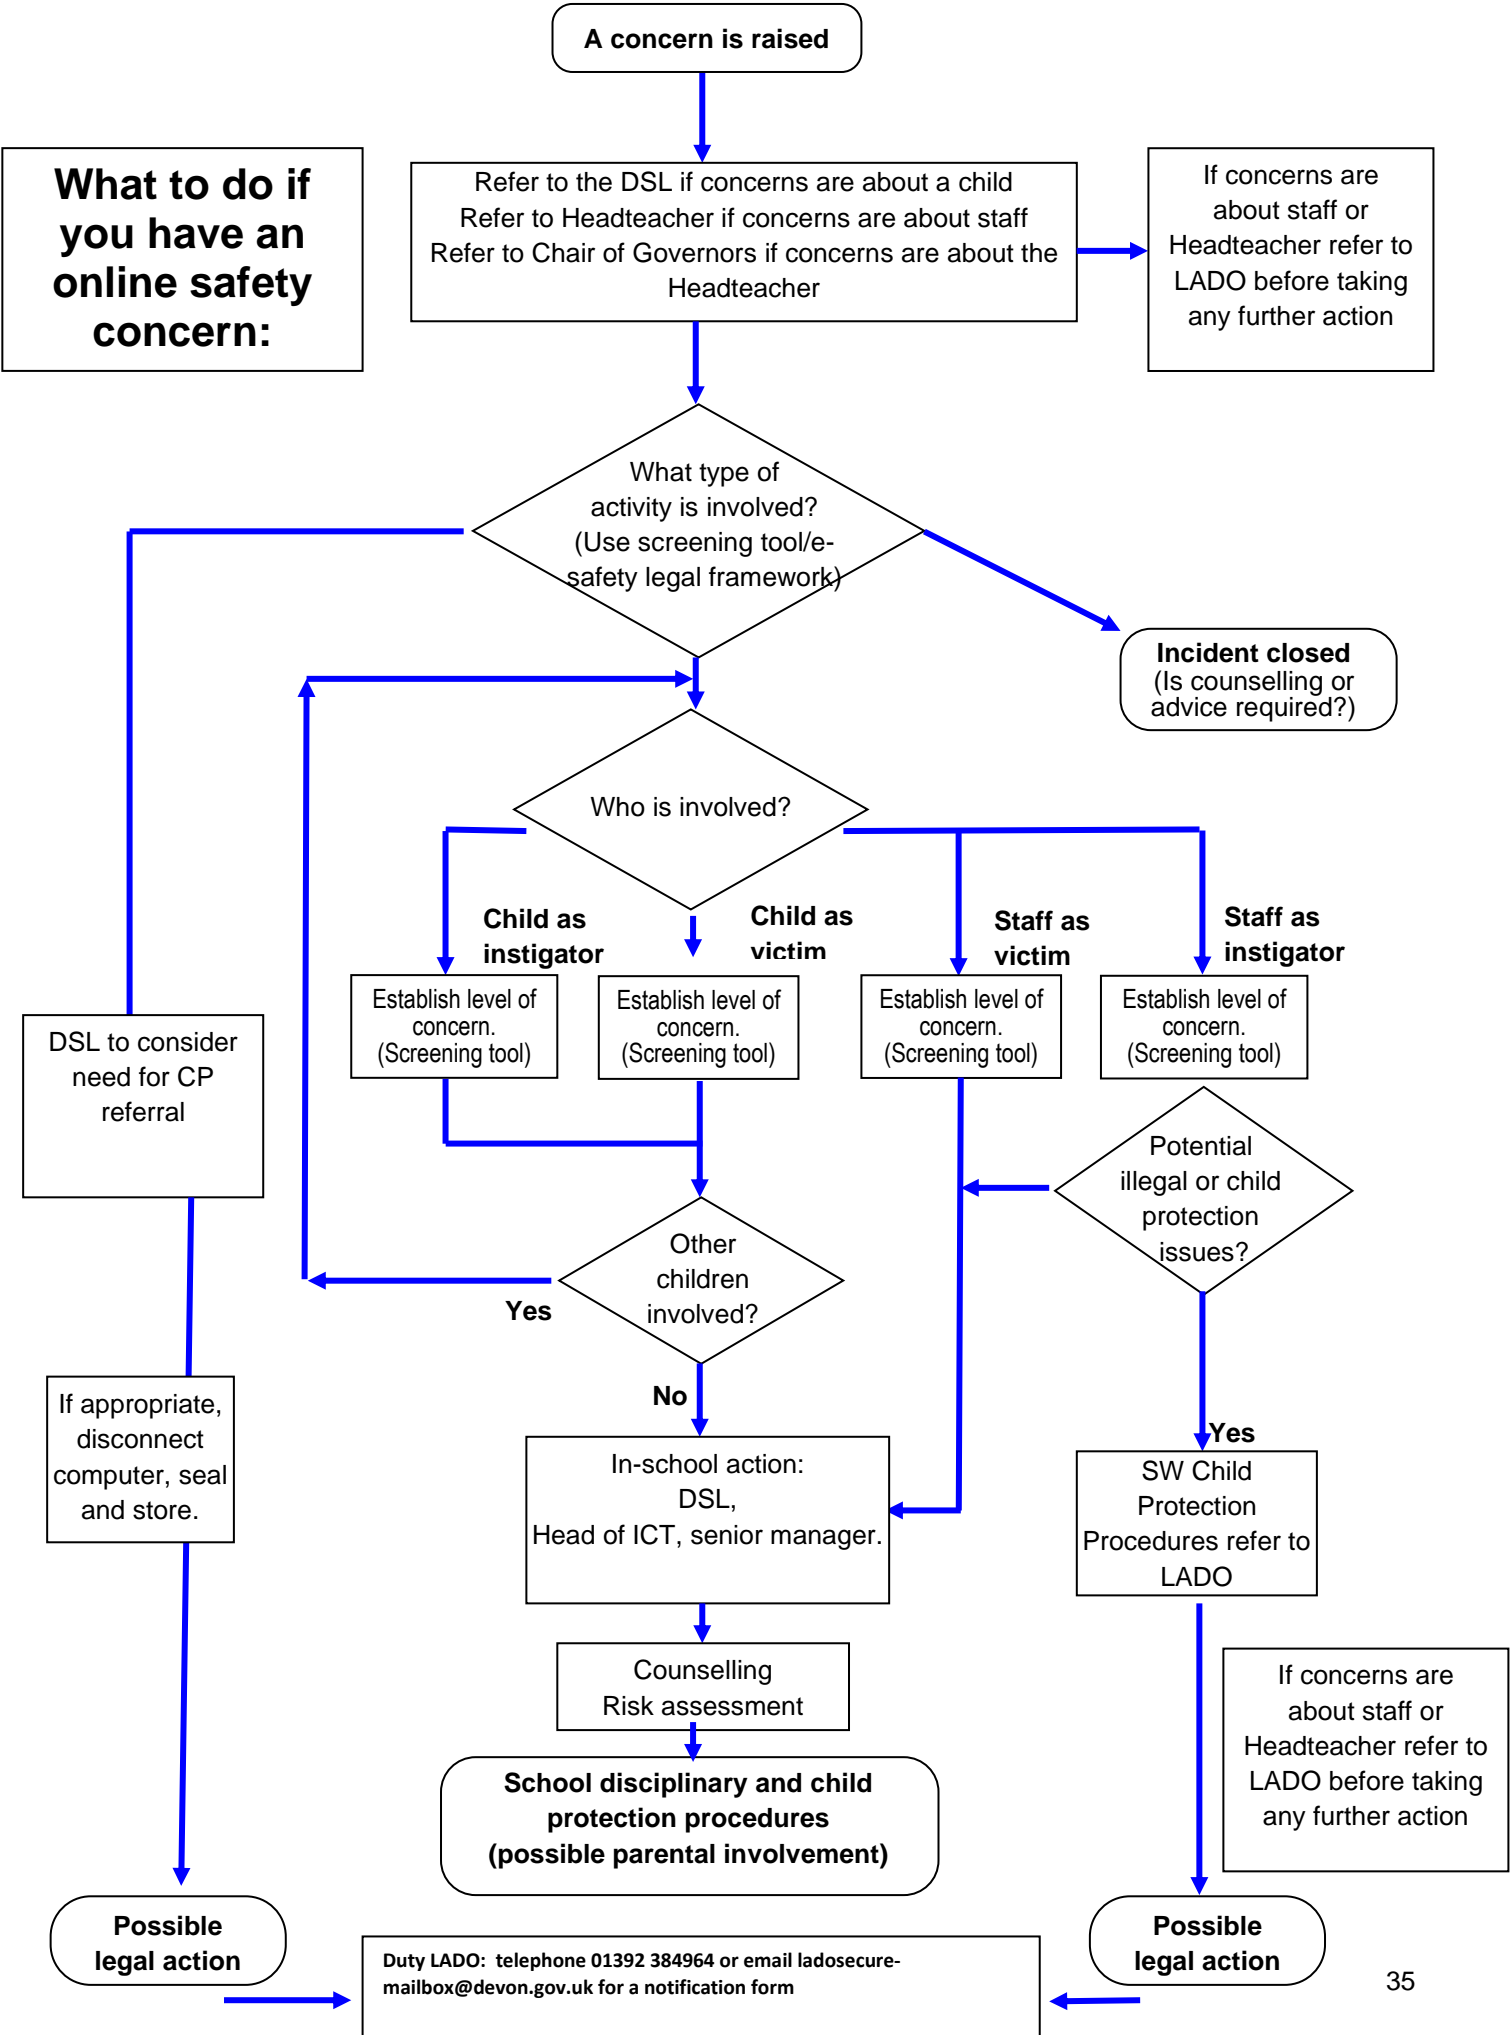 A concern is raised
What to do if
you have an
online safety
concern:
Refer to the DSL if concerns are about a child
Refer to Headteacher if concerns are about staff
Refer to Chair of Governors if concerns are about the
Headteacher
If concerns are
about staff or
Headteacher refer to
LADO before taking
any further action
What type of
activity is involved?
(Use screening tool/e-
safety legal framework)
Incident closed
(Is counselling or
advice required?)
Who is involved?
Child as
instigator
Child as
victim
Staff as
victim
Staff as
instigator
Establish level of
concern.
(Screening tool)
Establish level of
concern.
(Screening tool)
Establish level of
concern.
(Screening tool)
Establish level of
concern.
(Screening tool)
DSL to consider
need for CP
referral
Potential
illegal or child
protection
issues?
Other
children
involved?
Yes
No
If appropriate,
disconnect
computer, seal
and store.
In-school action:
DSL,
Head of ICT, senior manager.
Yes
SW Child
Protection
Procedures refer to
LADO
Counselling
Risk assessment
If concerns are
about staff or
Headteacher refer to
LADO before taking
any further action
School disciplinary and child
protection procedures
(possible parental involvement)
Possible
legal action
Possible
legal action
Duty LADO:  telephone 01392 384964 or email ladosecure-
mailbox@devon.gov.uk for a notification form
35